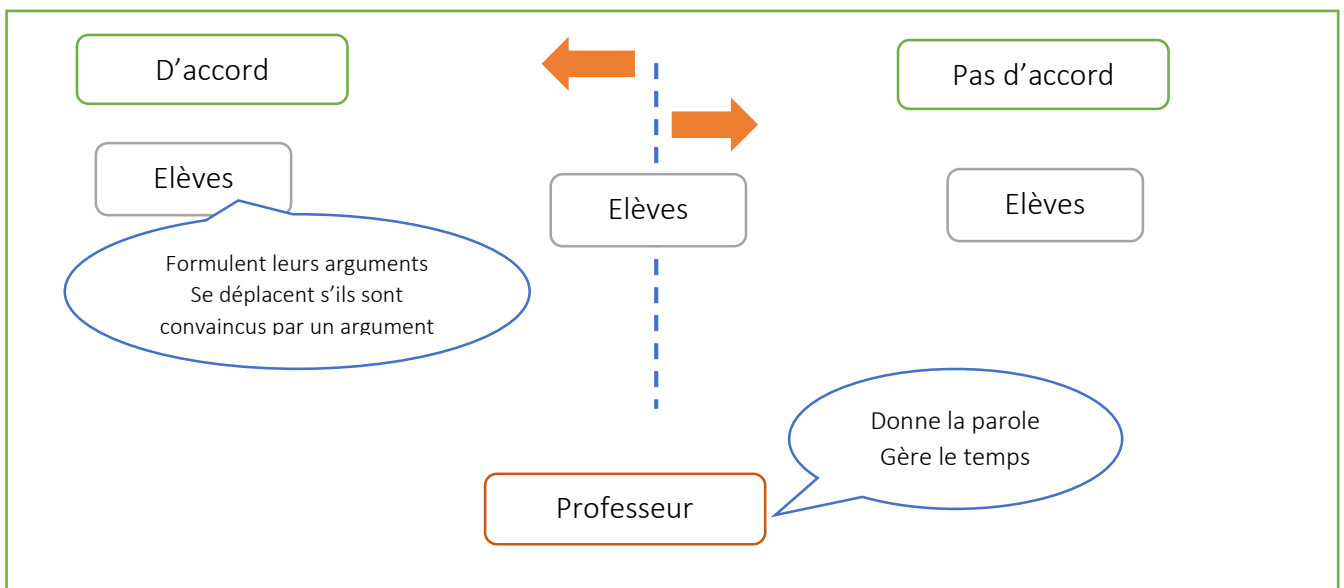 D’accord
Pas d’accord
Elèves
Elèves
Elèves
Formulent leurs arguments
Se déplacent s’ils sont
convaincus par un argument
Donne la parole
Gère le temps
Professeur